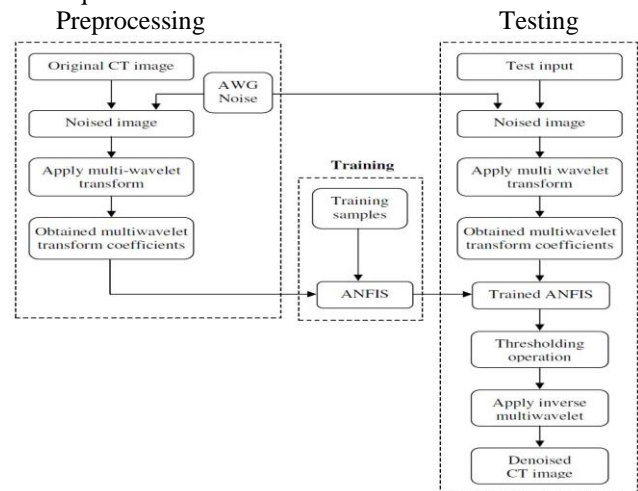 Preprocessing
Original CT image
AWG
Noise
Noised image
Apply multi-wavelet
transform
Obtained multiwavelet
transform coefficients
Training
Training
samples
ANFIS
Testing
Test input
Noised image
Apply multi wavelet
transform
Obtained multiwavelet
transform coefficients
Trained ANFIS
Thresholding
operation
Apply inverse
multiwavelet
Denoised
CT image